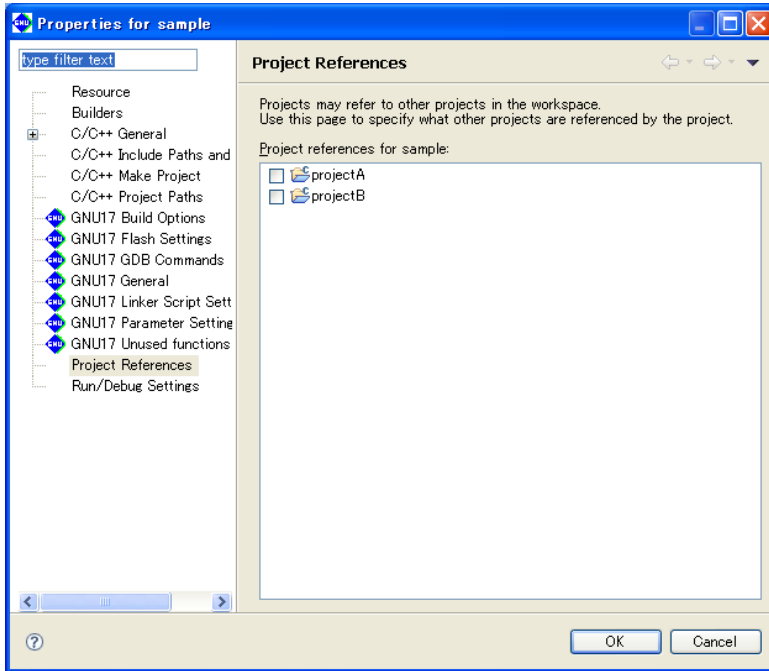 Properties for sample
type filter text
Resource
Builders
C/C++ General
C/C++ Include Paths and
C/C++ Make Project
C/C++ Project Paths
GNU17 Build Options
GNU17 Flash Settings
GNU17 GDB Commands
GNU17 General
GNU17 Linker Script Sett
GNU17 Parameter Setting
GNU17 Unused functions
Project References
Run/Debug Settings
Project References
Projects may refer to other projects in the workspace.
Use this page to specify what other projects are referenced by the project.
Project references for sample:
projectA
projectB
OK
Cancel